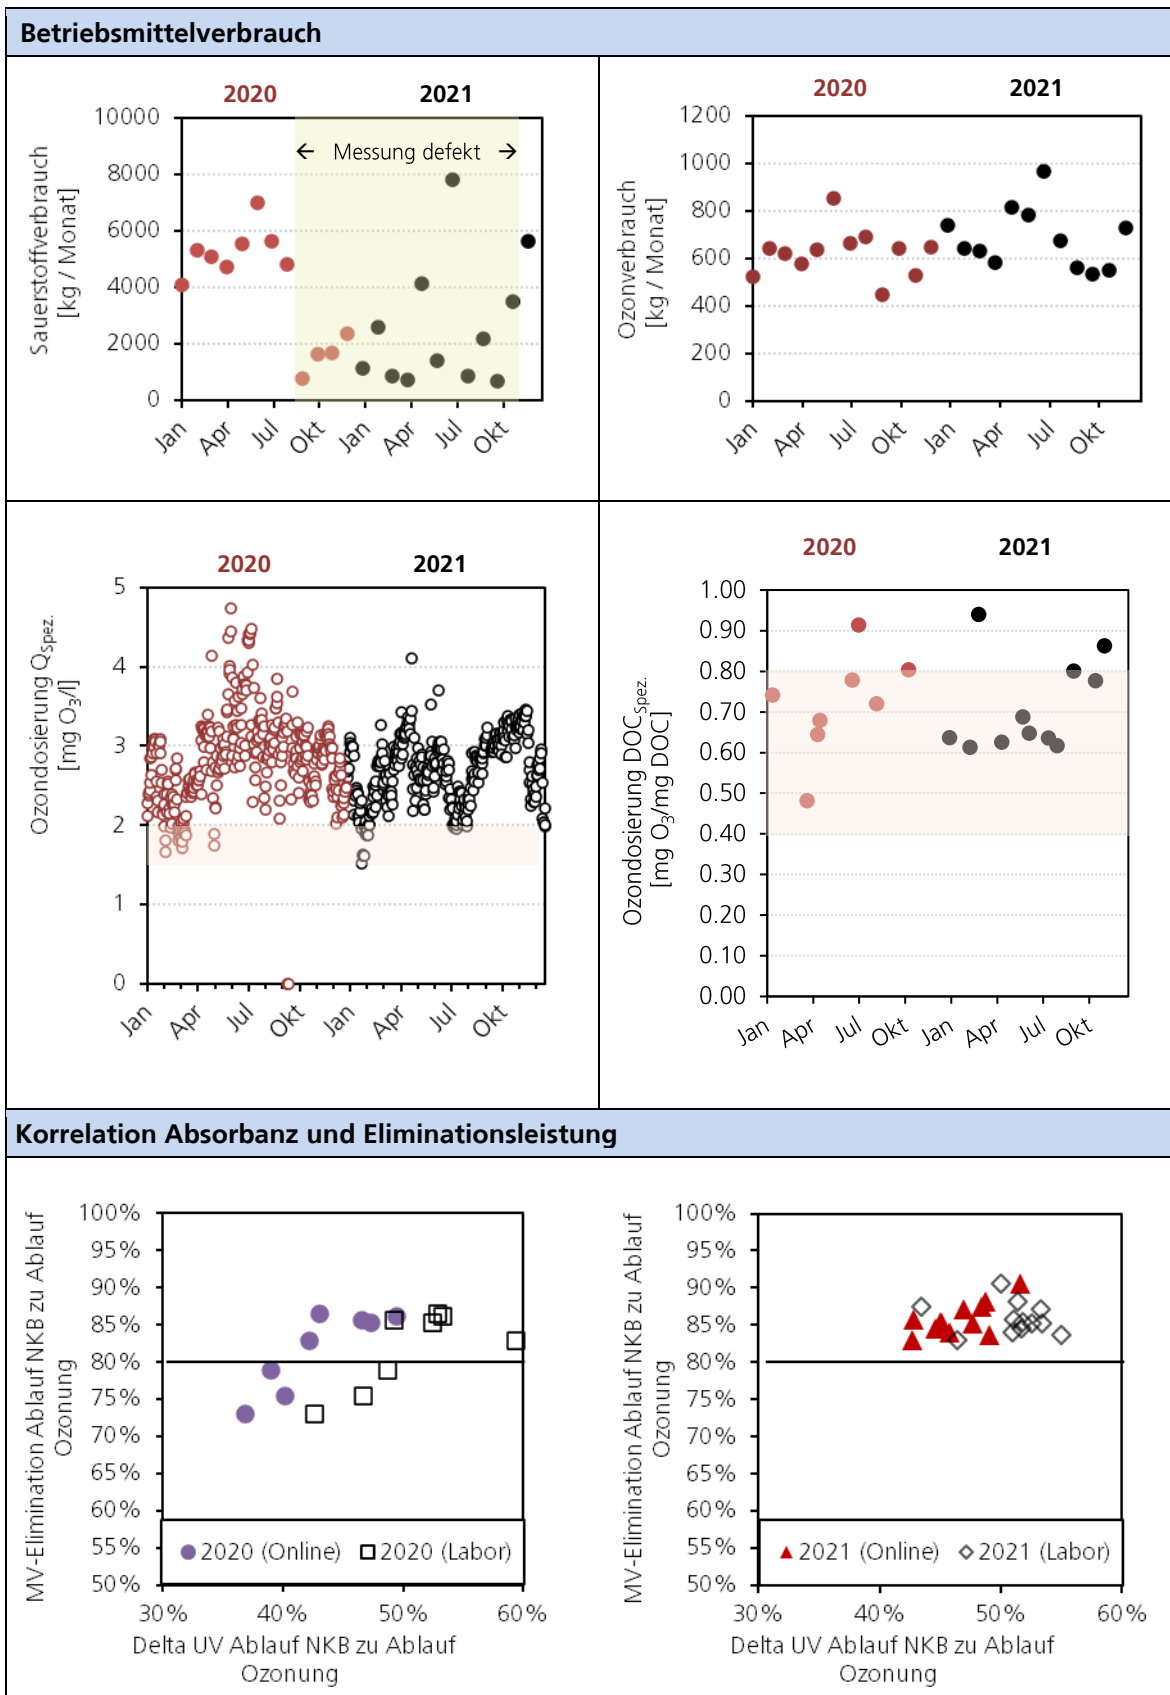 Betriebsmittelverbrauch
2020 2021
10000
8000
6000
4000
2000
0
Sauerstoffverbrauch
[kg / Monat]
← Messung defekt →
Jan Apr Jul Okt Jan Apr Jul Okt
2020 2021
1200
1000
800
600
400
200
0
Ozonverbrauch
[kg / Monat]
Jan Apr Jul Okt Jan Apr Jul Okt
2020 2021
5
4
3
2
1
0
Ozondosierung Qspez.
[mg O3/l]
Jan Apr Jul Okt Jan Apr Jul Okt
2020 2021
1.00
0.90
0.80
0.70
0.60
0.50
0.40
0.30
0.20
0.10
0.00
Ozondosierung DOCspez.
[mg O3/mg DOC]
Jan Apr Jul Okt Jan Apr Jul Okt
Korrelation Absorbanz und Eliminationsleistung
100%
95%
90%
85%
80%
75%
70%
65%
60%
55%
50%
MV-Elimination Ablauf NKB zu Ablauf
Ozonung
2020 (Online) 2020 (Labor)
30% 40% 50% 60%
Delta UV Ablauf NKB zu Ablauf
Ozonung
100%
95%
90%
85%
80%
75%
70%
65%
60%
55%
50%
MV-Elimination Ablauf NKB zu Ablauf
Ozonung
2021 (Online) 2021 (Labor)
30% 40% 50% 60%
Delta UV Ablauf NKB zu Ablauf
Ozonung